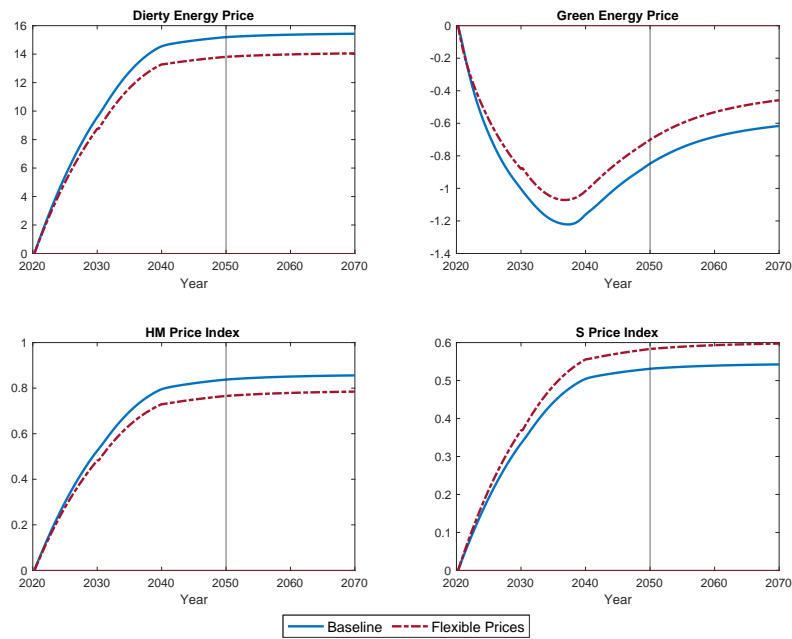 Dierty Energy Price
16
14
12
10
8
6
4
2
0
2020 2030 2040 2050 2060 2070
Year
Green Energy Price
0
-0.2
-0.4
-0.6
-0.8
-1
-1.2
-1.4
2020 2030 2040 2050 2060 2070
Year
HM Price Index
1
0.8
0.6
0.4
0.2
0
2020 2030 2040 2050 2060 2070
Year
S Price Index
0.6
0.5
0.4
0.3
0.2
0.1
0
2020 2030 2040 2050 2060 2070
Year
Baseline Flexible Prices